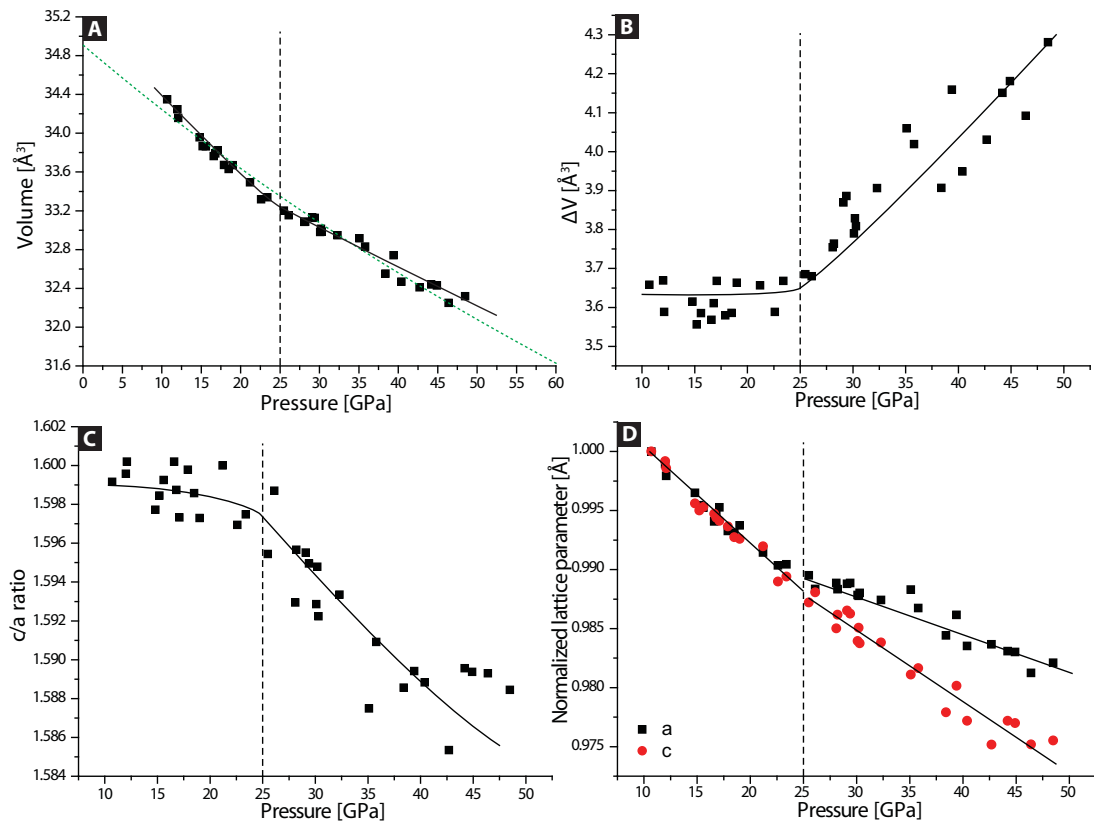 A
35.2
34.8
34.4
34.0
33.6
33.2
32.8
32.4
32.0
31.6
Volume [Å³]
0 5 10 15 20 25 30 35 40 45 50 55 60
Pressure [GPa]
B
4.3
4.2
4.1
4.0
3.9
3.8
3.7
3.6
3.5
ΔV [Å³]
10 15 20 25 30 35 40 45 50
Pressure [GPa]
C
1.602
1.600
1.598
1.596
1.594
1.592
1.590
1.588
1.586
1.584
c/a ratio
10 15 20 25 30 35 40 45 50
Pressure [GPa]
D
1.000
0.995
0.990
0.985
0.980
0.975
Normalized lattice parameter [Å]
a
c
10 15 20 25 30 35 40 45 50
Pressure [GPa]